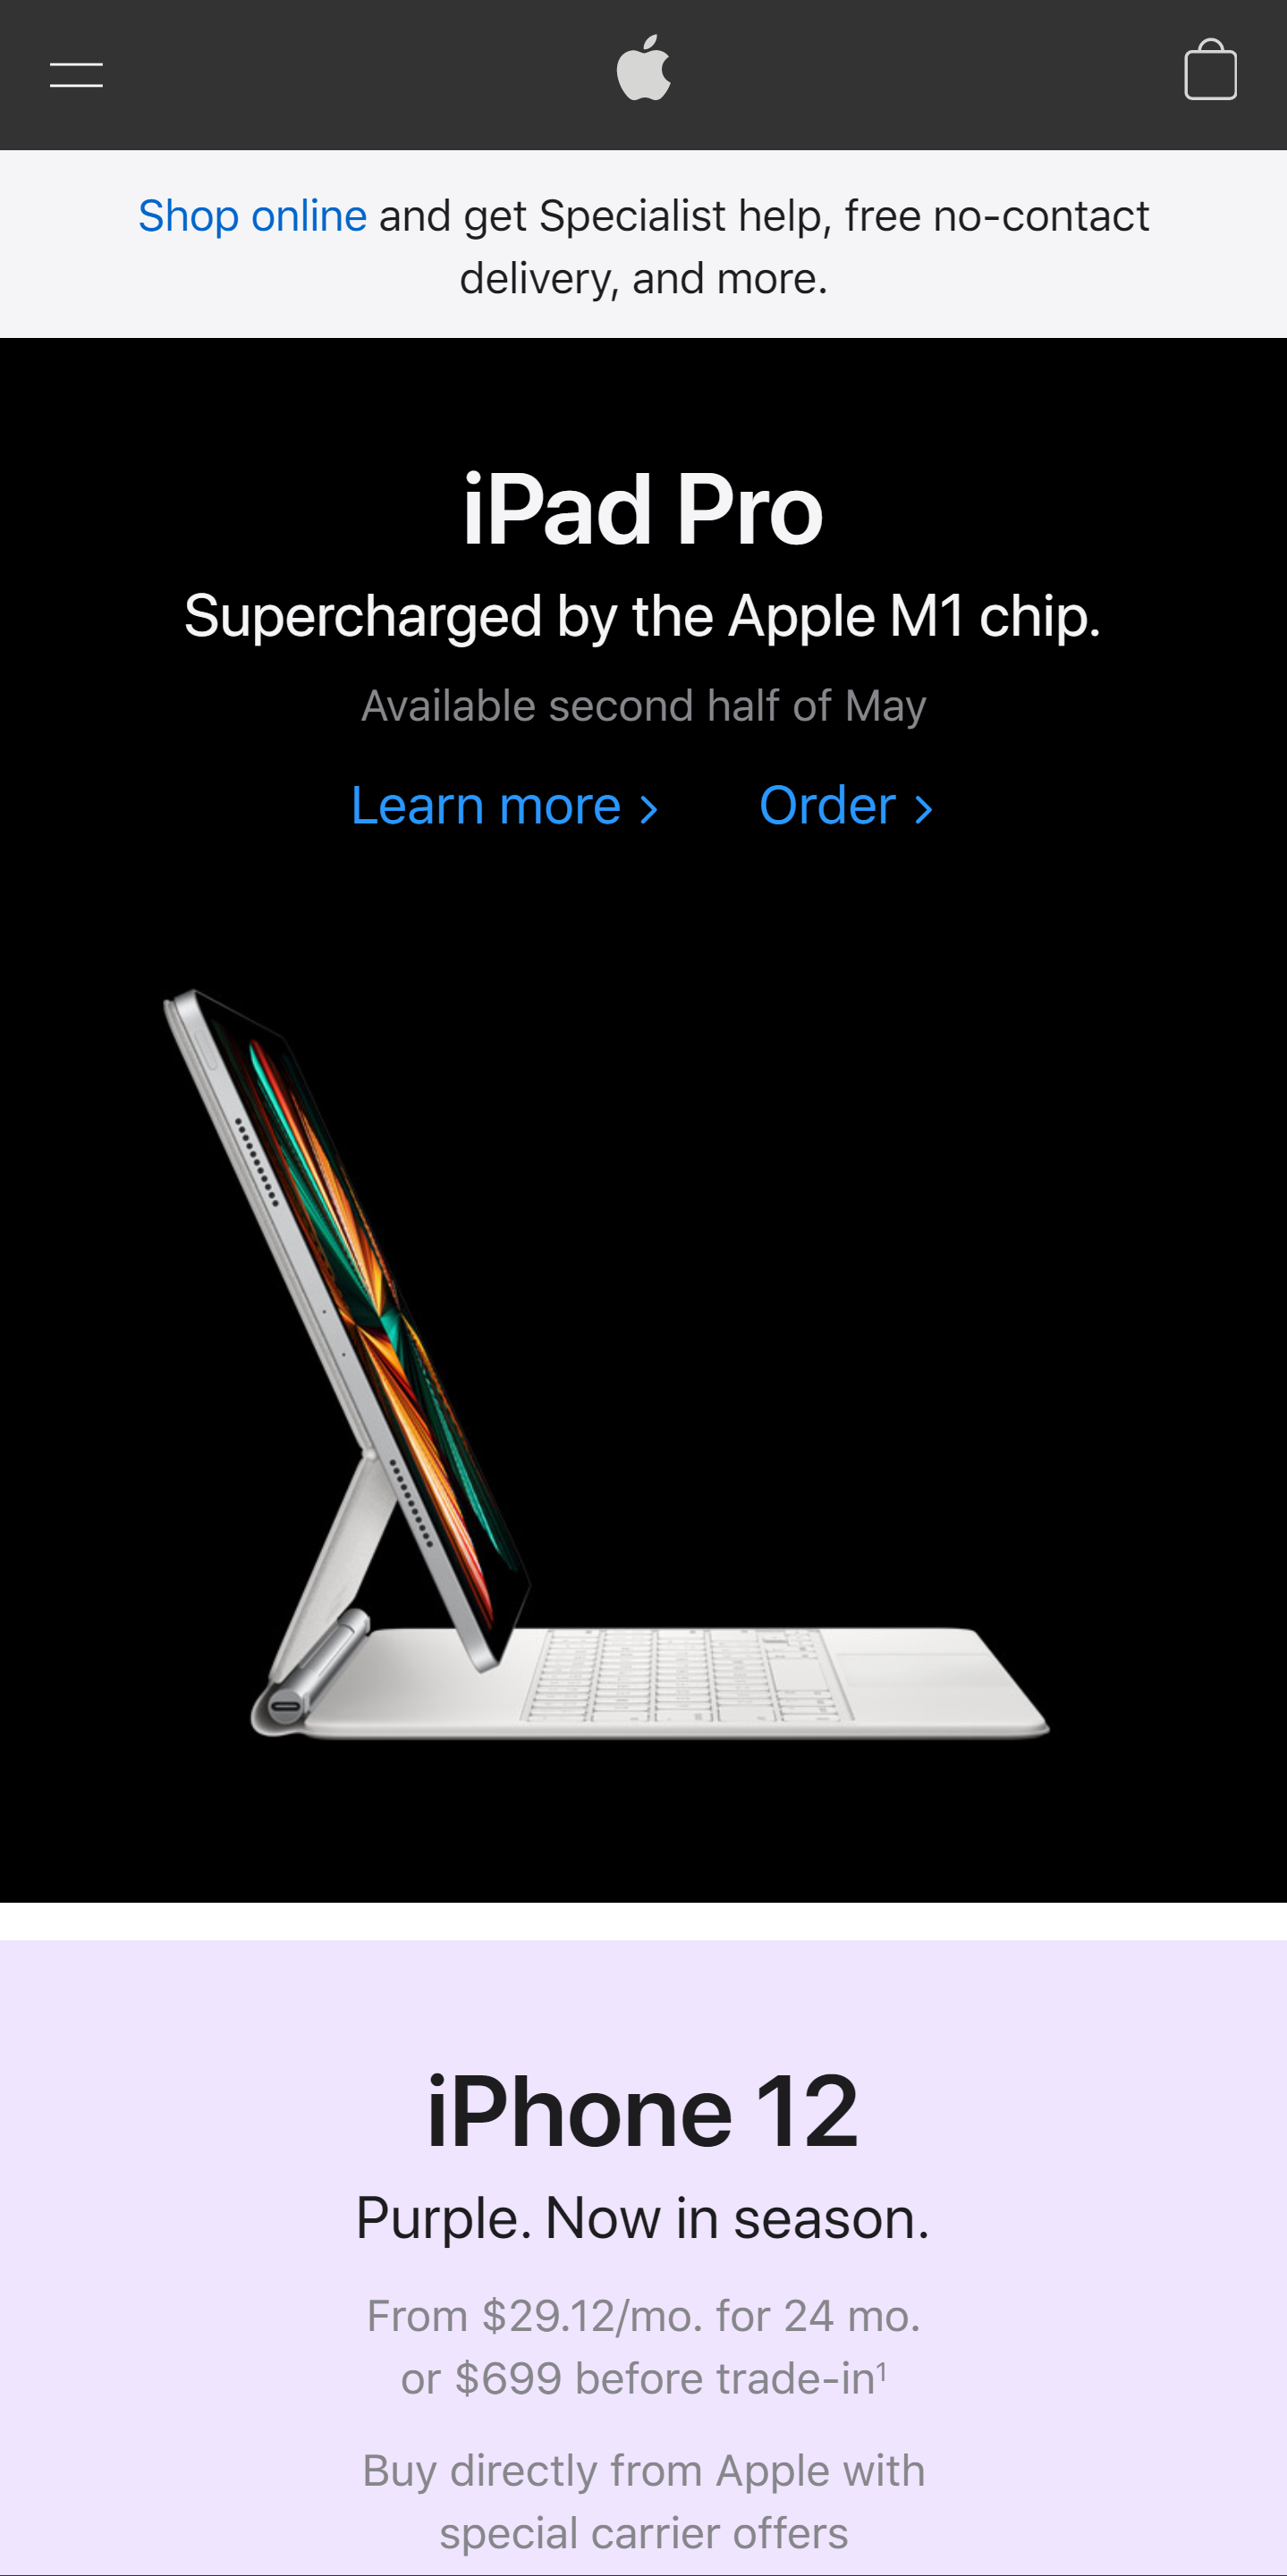 Shop online and get Specialist help, free no-contact
delivery, and more.
iPad Pro
Supercharged by the Apple M1 chip.
Available second half of May
Learn more >
Order >
iPhone 12
Purple. Now in season.
From $29.12/mo. for 24 mo.
or $699 before trade-in¹
Buy directly from Apple with
special carrier offers